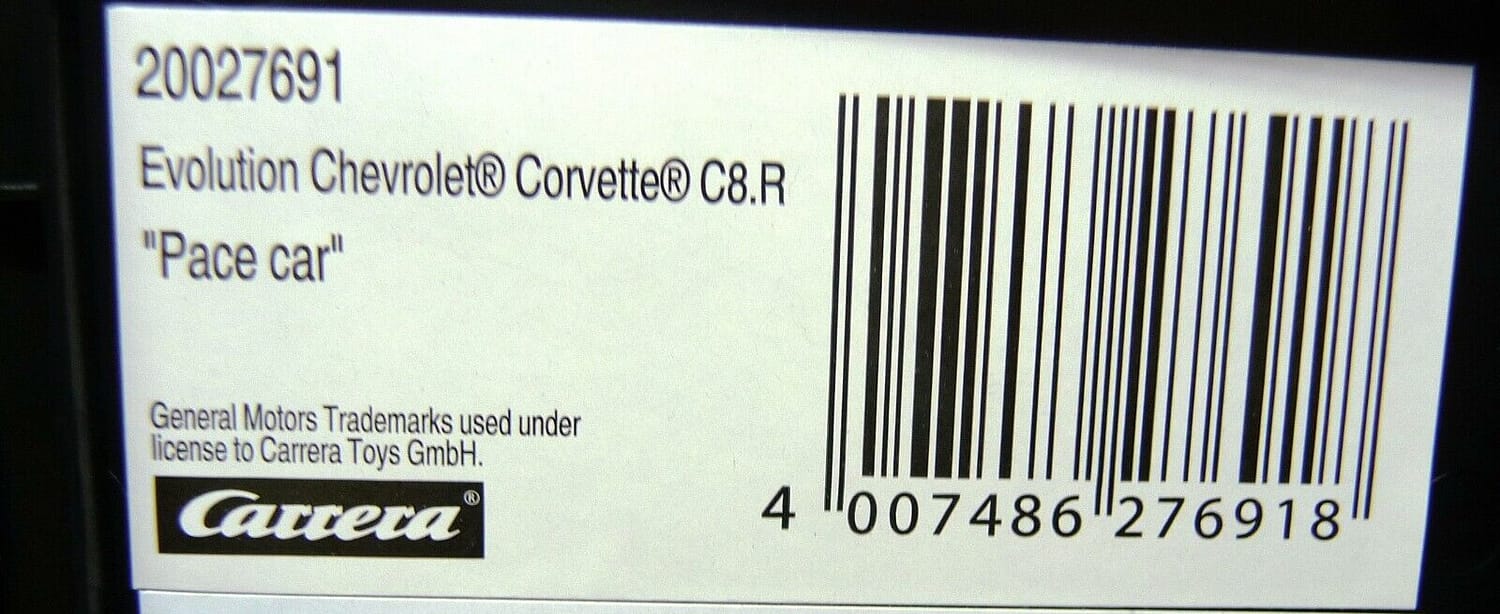 20027691
Evolution Chevrolet® Corvette® C8.R
"Pace car"
General Motors Trademarks used under
license to Carrera Toys GmbH.
Carrera®
4 007486 276918